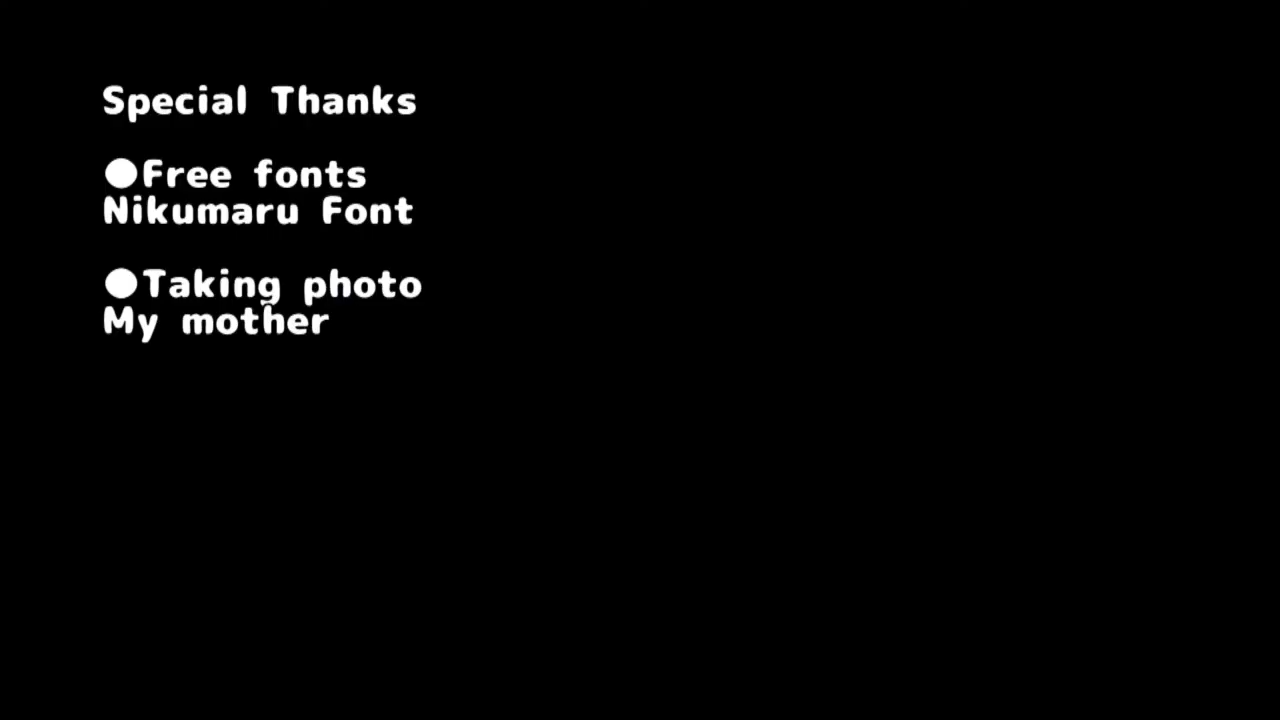 Special Thanks
●Free fonts
Nikumaru Font
●Taking photo
My mother